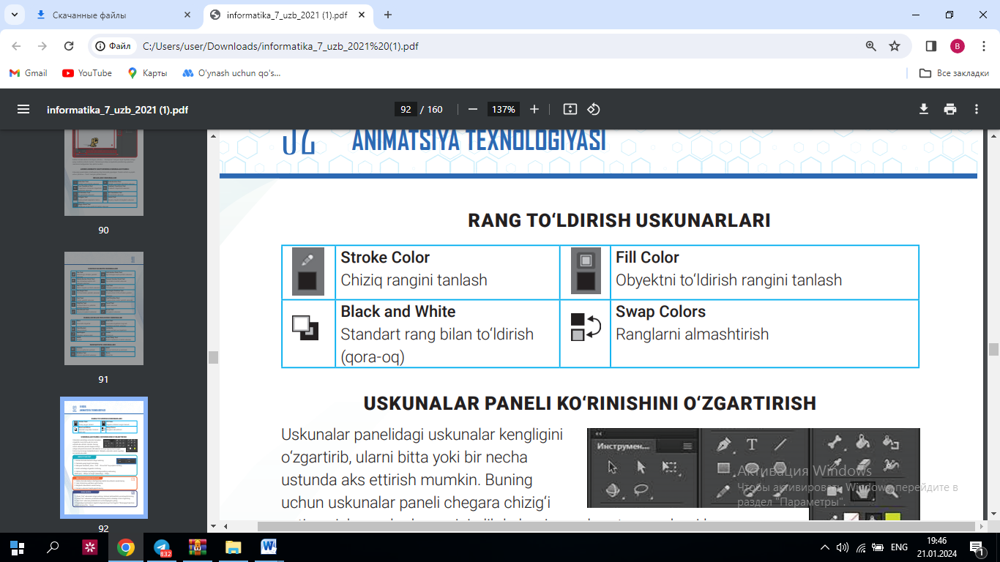 Скачанные файлы
informatika_7_uzb_2021 (1).pdf
Файл
C:/Users/user/Downloads/informatika_7_uzb_2021%20(1).pdf
B
Gmail
YouTube
Карты
O'ynash uchun qo's...
Все закладки
informatika_7_uzb_2021 (1).pdf
92 / 160
137%
90
91
92
ANIMATSIYA TEXNOLOGIYASI
RANG TO‘LDIRISH USKUNARLARI
Stroke Color
Chiziq rangini tanlash
Fill Color
Obyektni to‘ldirish rangini tanlash
Black and White
Standart rang bilan to‘ldirish
(qora-oq)
Swap Colors
Ranglarni almashtirish
USKUNALAR PANELI KO‘RINISHINI O‘ZGARTIRISH
Uskunalar panelidagi uskunalar kengligini
o‘zgartirib, ularni bitta yoki bir necha
ustunda aks ettirish mumkin. Buning
uchun uskunalar paneli chegara chizig‘i
Инструмен...
Активация Windows
Чтобы активировать Windows, перейдите в
раздел "Параметры".
832
ENG
19:46
21.01.2024
1